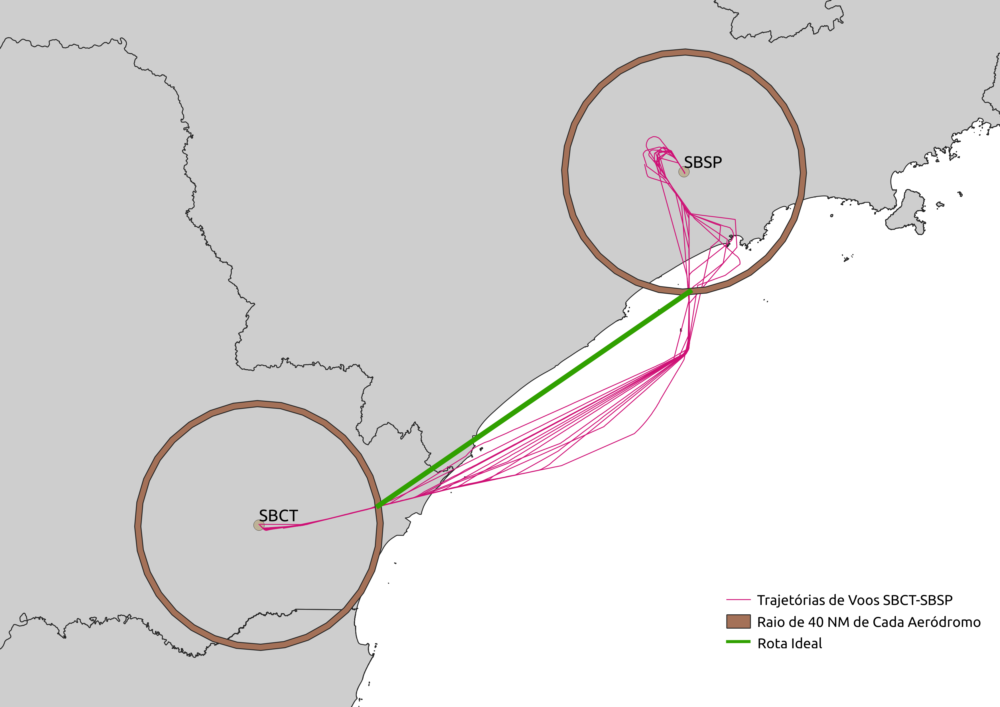 SBSP
SBCT
Trajetórias de Voos SBCT-SBSP
Raio de 40 NM de Cada Aeródromo
Rota Ideal